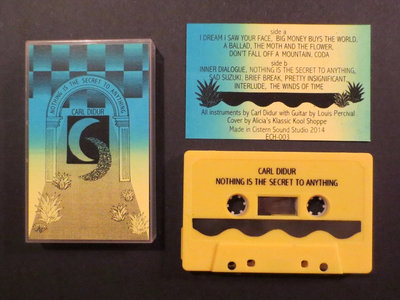 NOTHING IS THE SECRET TO ANYTHING
CARL DIDUR
side a
I DREAM I SAW YOUR FACE, BIG MONEY BUYS THE WORLD,
A BALLAD, THE MOTH AND THE FLOWER,
DON'T FALL OFF A MOUNTAIN, CODA
side b
INNER DIALOGUE, NOTHING IS THE SECRET TO ANYTHING,
SAD SUZUKI, BRIEF BREAK, PRETTY INSIGNIFICANT,
INTERLUDE, THE WINDS OF TIME
All instruments by Carl Didur with Guitar by Louis Percival
Cover by Alicia's Klassic Kool Shoppe
Made in Cistern Sound Studio 2014
ECH-003
CARL DIDUR
NOTHING IS THE SECRET TO ANYTHING